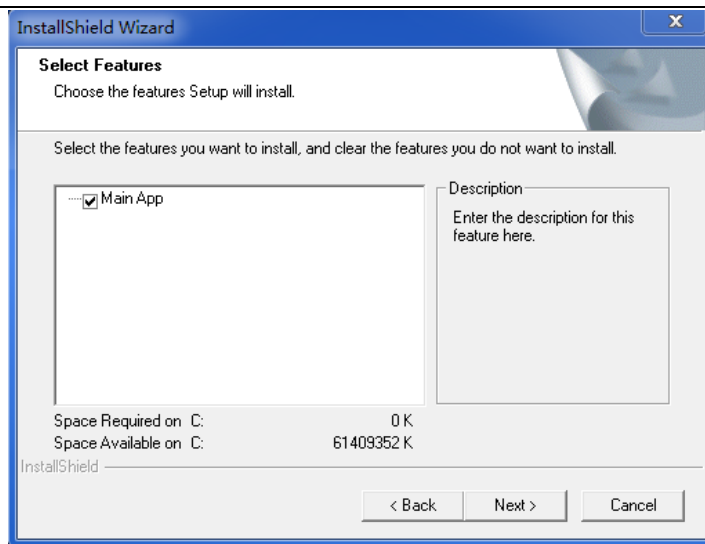 InstallShield Wizard
Select Features
Choose the features Setup will install.
Select the features you want to install, and clear the features you do not want to install.
Main App
Description
Enter the description for this
feature here.
Space Required on C: 0 K
Space Available on C: 61409352 K
InstallShield
< Back Next > Cancel